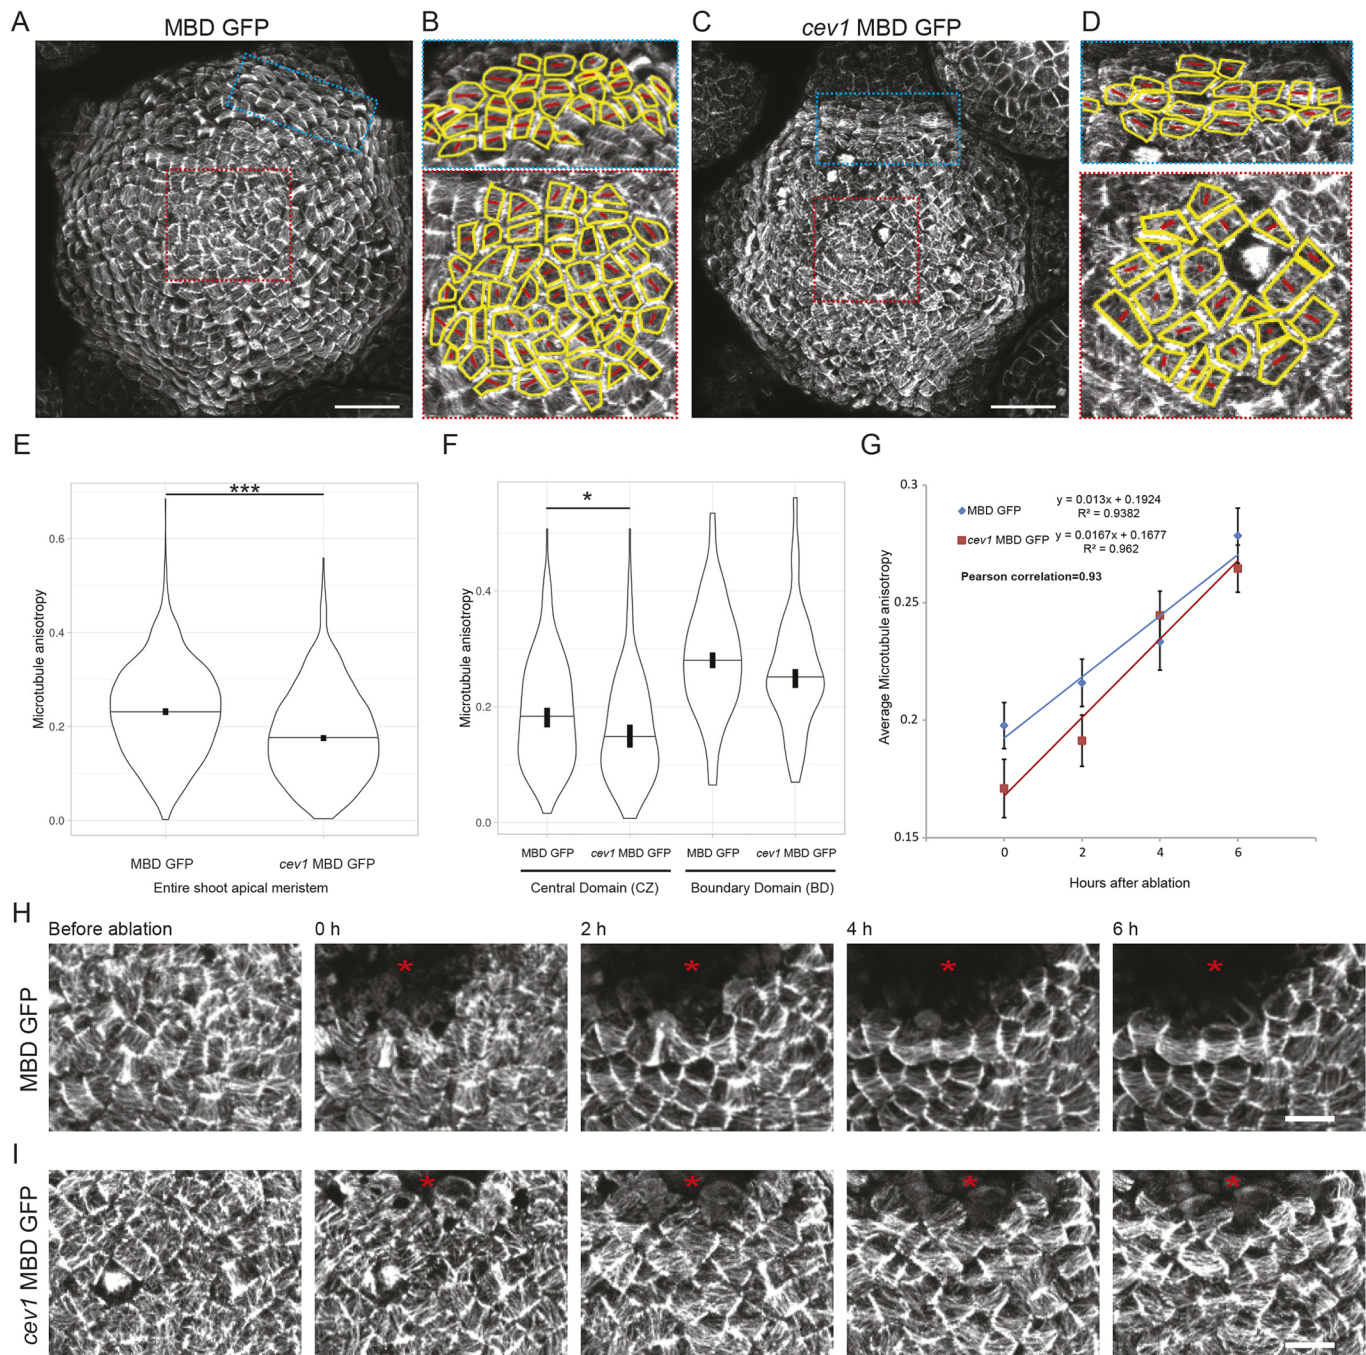 A
MBD GFP
B
C
cev1 MBD GFP
D
E
***
Microtubule anisotropy
0.6
0.4
0.2
0.0
MBD GFP
cev1 MBD GFP
Entire shoot apical meristem
F
*
Microtubule anisotropy
0.4
0.2
0.0
MBD GFP
cev1 MBD GFP
MBD GFP
cev1 MBD GFP
Central Domain (CZ)
Boundary Domain (BD)
G
Average Microtubule anisotropy
0.3
0.25
0.2
0.15
MBD GFP
y = 0.013x + 0.1924
R² = 0.9382
cev1 MBD GFP
y = 0.0167x + 0.1677
R² = 0.962
Pearson correlation=0.93
0
2
4
6
Hours after ablation
H
Before ablation
0 h
2 h
4 h
6 h
MBD GFP
*
*
*
*
I
cev1 MBD GFP
*
*
*
*